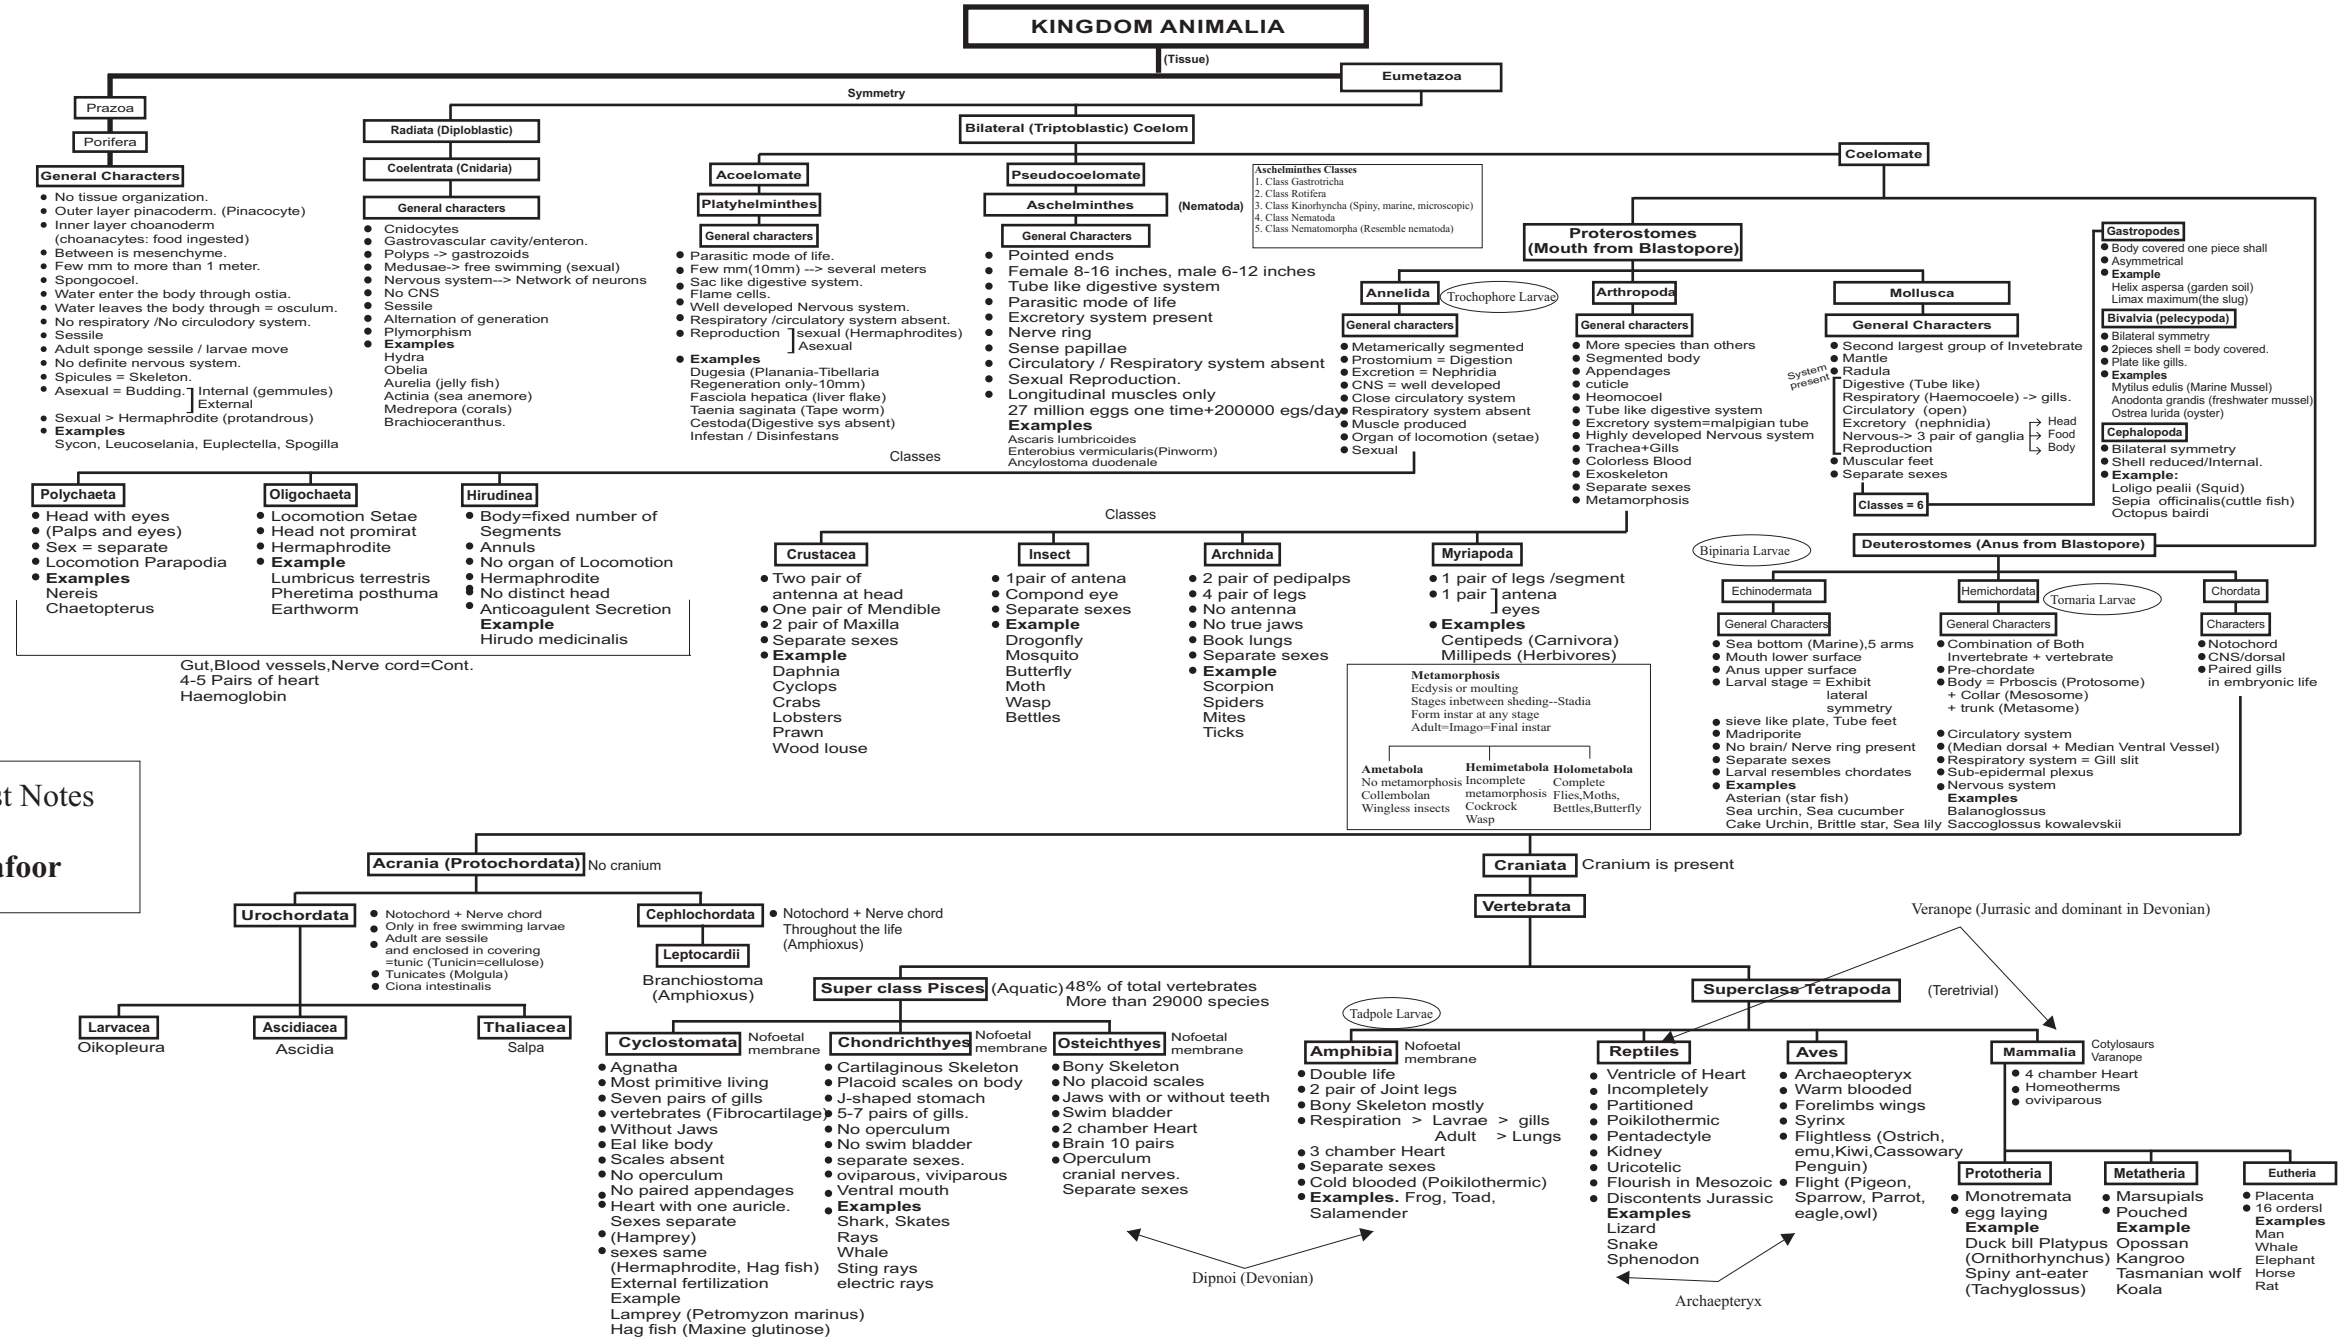 KINGDOM ANIMALIA
(Tissue)
Eumetazoa
Symmetry
Prazoa
Porifera
General Characters
No tissue organization.
Outer layer pinacoderm. (Pinacocyte)
Inner layer choanoderm
(choanacytes: food ingested)
Between is mesenchyme.
Few mm to more than 1 meter.
Spongocoel.
Water enter the body through ostia.
Water leaves the body through = osculum.
No respiratory /No circulodory system.
Sessile
Adult sponge sessile / larvae move
No definite nervous system.
Spicules = Skeleton.
Asexual = Budding. Internal (gemmules)
External
Sexual > Hermaphrodite (protandrous)
Examples
Sycon, Leucoselania, Euplectella, Spogilla
Radiata (Diploblastic)
Coelentrata (Cnidaria)
General characters
Cnidocytes
Gastrovascular cavity/enteron.
Polyps -> gastrozoids
Medusae-> free swimming (sexual)
Nervous system--> Network of neurons
No CNS
Sessile
Alternation of generation
Plymorphism
Examples
Hydra
Obelia
Aurelia (jelly fish)
Actinia (sea anemore)
Medrepora (corals)
Brachioceranthus.
Bilateral (Triptoblastic) Coelom
Acoelomate
Platyhelminthes
General characters
Parasitic mode of life.
Few mm(10mm) --> several meters
Sac like digestive system.
Flame cells.
Well developed Nervous system.
Respiratory /circulatory system absent.
Reproduction sexual (Hermaphrodites)
Asexual
Examples
Dugesia (Planania-Tibellaria
Regeneration only-10mm)
Fasciola hepatica (liver flake)
Taenia saginata (Tape worm)
Cestoda(Digestive sys absent)
Infestan / Disinfestans
Pseudocoelomate
Aschelminthes
(Nematoda)
General Characters
Pointed ends
Female 8-16 inches, male 6-12 inches
Tube like digestive system
Parasitic mode of life
Excretory system present
Nerve ring
Sense papillae
Circulatory / Respiratory system absent
Sexual Reproduction.
Longitudinal muscles only
27 million eggs one time+200000 egs/day
Examples
Ascaris lumbricoides
Enterobius vermicularis(Pinworm)
Ancylostoma duodenale
Aschelminthes Classes
1. Class Gastrotricha
2. Class Rotifera
3. Class Kinorhyncha (Spiny, marine, microscopic)
4. Class Nematoda
5. Class Nematomorpha (Resemble nematoda)
Coelomate
Proterostomes
(Mouth from Blastopore)
Annelida
Trochophore Larvae
General characters
Metamerically segmented
Prostomium = Digestion
Excretion = Nephridia
CNS = well developed
Close circulatory system
Respiratory system absent
Muscle produced
Organ of locomotion (setae)
Sexual
Arthropoda
General characters
More species than others
Segmented body
Appendages
cuticle
Heomocoel
Tube like digestive system
Excretory system=malpigian tube
Highly developed Nervous system
Trachea+Gills
Colorless Blood
Exoskeleton
Separate sexes
Metamorphosis
Mollusca
General Characters
Second largest group of Invetebrate
Mantle
Radula
System
present
Digestive (Tube like)
Respiratory (Haemocoele) -> gills.
Circulatory (open)
Excretory (nephnidia)
Nervous-> 3 pair of ganglia
Head
Food
Body
Reproduction
Muscular feet
Separate sexes
Classes = 6
Gastropodes
Body covered one piece shall
Asymmetrical
Example
Helix aspersa (garden soil)
Limax maximum(the slug)
Bivalvia (pelecypoda)
Bilateral symmetry
2pieces shell = body covered.
Plate like gills.
Examples
Mytilus edulis (Marine Mussel)
Anodonta grandis (freshwater mussel)
Ostrea lurida (oyster)
Cephalopoda
Bilateral symmetry
Shell reduced/Internal.
Example:
Loligo pealii (Squid)
Sepia officinalis(cuttle fish)
Octopus bairdi
Classes
Polychaeta
Head with eyes
(Palps and eyes)
Sex = separate
Locomotion Parapodia
Examples
Nereis
Chaetopterus
Oligochaeta
Locomotion Setae
Head not promirat
Hermaphrodite
Example
Lumbricus terrestris
Pheretima posthuma
Earthworm
Hirudinea
Body=fixed number of
Segments
Annuls
No organ of Locomotion
Hermaphrodite
No distinct head
Anticoagulent Secretion
Example
Hirudo medicinalis
Gut,Blood vessels,Nerve cord=Cont.
4-5 Pairs of heart
Haemoglobin
Classes
Crustacea
Two pair of
antenna at head
One pair of Mendible
2 pair of Maxilla
Separate sexes
Example
Daphnia
Cyclops
Crabs
Lobsters
Prawn
Wood louse
Insect
1pair of antena
Compond eye
Separate sexes
Example
Drogonfly
Mosquito
Butterfly
Moth
Wasp
Bettles
Archnida
2 pair of pedipalps
4 pair of legs
No antenna
No true jaws
Book lungs
Separate sexes
Example
Scorpion
Spiders
Mites
Ticks
Myriapoda
1 pair of legs /segment
1 pair antena
eyes
Examples
Centipeds (Carnivora)
Millipeds (Herbivores)
Metamorphosis
Ecdysis or moulting
Stages inbetween sheding--Stadia
Form instar at any stage
Adult=Imago=Final instar
Ametabola
No metamorphosis
Collembolan
Wingless insects
Hemimetabola
Incomplete
metamorphosis
Cockrock
Wasp
Holometabola
Complete
Flies,Moths,
Bettles,Butterfly
Deuterostomes (Anus from Blastopore)
Bipinaria Larvae
Echinodermata
General Characters
Sea bottom (Marine),5 arms
Mouth lower surface
Anus upper surface
Larval stage = Exhibit
lateral
symmetry
sieve like plate, Tube feet
Madriporite
No brain/ Nerve ring present
Separate sexes
Larval resembles chordates
Examples
Asterian (star fish)
Sea urchin, Sea cucumber
Cake Urchin, Brittle star, Sea lily
Hemichordata
Tornaria Larvae
General Characters
Combination of Both
Invertebrate + vertebrate
Pre-chordate
Body = Prboscis (Protosome)
+ Collar (Mesosome)
+ trunk (Metasome)
Circulatory system
(Median dorsal + Median Ventral Vessel)
Respiratory system = Gill slit
Sub-epidermal plexus
Nervous system
Examples
Balanoglossus
Saccoglossus kowalevskii
Chordata
Characters
Notochord
CNS/dorsal
Paired gills
in embryonic life
st Notes
afoor
Acrania (Protochordata)
No cranium
Urochordata
Notochord + Nerve chord
Only in free swimming larvae
Adult are sessile
and enclosed in covering
=tunic (Tunicin=cellulose)
Tunicates (Molgula)
Ciona intestinalis
Larvacea
Oikopleura
Ascidiacea
Ascidia
Thaliacea
Salpa
Cephlochordata
Notochord + Nerve chord
Throughout the life
(Amphioxus)
Leptocardii
Branchiostoma
(Amphioxus)
Craniata
Cranium is present
Vertebrata
Super class Pisces
(Aquatic)
48% of total vertebrates
More than 29000 species
Cyclostomata
Nofoetal
membrane
Agnatha
Most primitive living
Seven pairs of gills
vertebrates (Fibrocartilage)
Without Jaws
Eal like body
Scales absent
No operculum
No paired appendages
Heart with one auricle.
Sexes separate
(Hamprey)
sexes same
(Hermaphrodite, Hag fish)
External fertilization
Example
Lamprey (Petromyzon marinus)
Hag fish (Maxine glutinose)
Chondrichthyes
Nofoetal
membrane
Cartilaginous Skeleton
Placoid scales on body
J-shaped stomach
5-7 pairs of gills.
No operculum
No swim bladder
separate sexes.
oviparous, viviparous
Ventral mouth
Examples
Shark, Skates
Rays
Whale
Sting rays
electric rays
Osteichthyes
Nofoetal
membrane
Bony Skeleton
No placoid scales
Jaws with or without teeth
Swim bladder
2 chamber Heart
Brain 10 pairs
Operculum
cranial nerves.
Separate sexes
Dipnoi (Devonian)
Superclass Tetrapoda
(Teretrivial)
Veranope (Jurrasic and dominant in Devonian)
Tadpole Larvae
Amphibia
Nofoetal
membrane
Double life
2 pair of Joint legs
Bony Skeleton mostly
Respiration > Lavrae > gills
Adult > Lungs
3 chamber Heart
Separate sexes
Cold blooded (Poikilothermic)
Examples. Frog, Toad,
Salamender
Reptiles
Ventricle of Heart
Incompletely
Partitioned
Poikilothermic
Pentadectyle
Kidney
Uricotelic
Flourish in Mesozoic
Discontents Jurassic
Examples
Lizard
Snake
Sphenodon
Archaepteryx
Aves
Archaeopteryx
Warm blooded
Forelimbs wings
Syrinx
Flightless (Ostrich,
emu,Kiwi,Cassowary
Penguin)
Flight (Pigeon,
Sparrow, Parrot,
eagle,owl)
Mammalia
Cotylosaurs
Varanope
4 chamber Heart
Homeotherms
oviviparous
Prototheria
Monotremata
egg laying
Example
Duck bill Platypus
(Ornithorhynchus)
Spiny ant-eater
(Tachyglossus)
Metatheria
Marsupials
Pouched
Example
Opossan
Kangroo
Tasmanian wolf
Koala
Eutheria
Placenta
16 ordersl
Examples
Man
Whale
Elephant
Horse
Rat